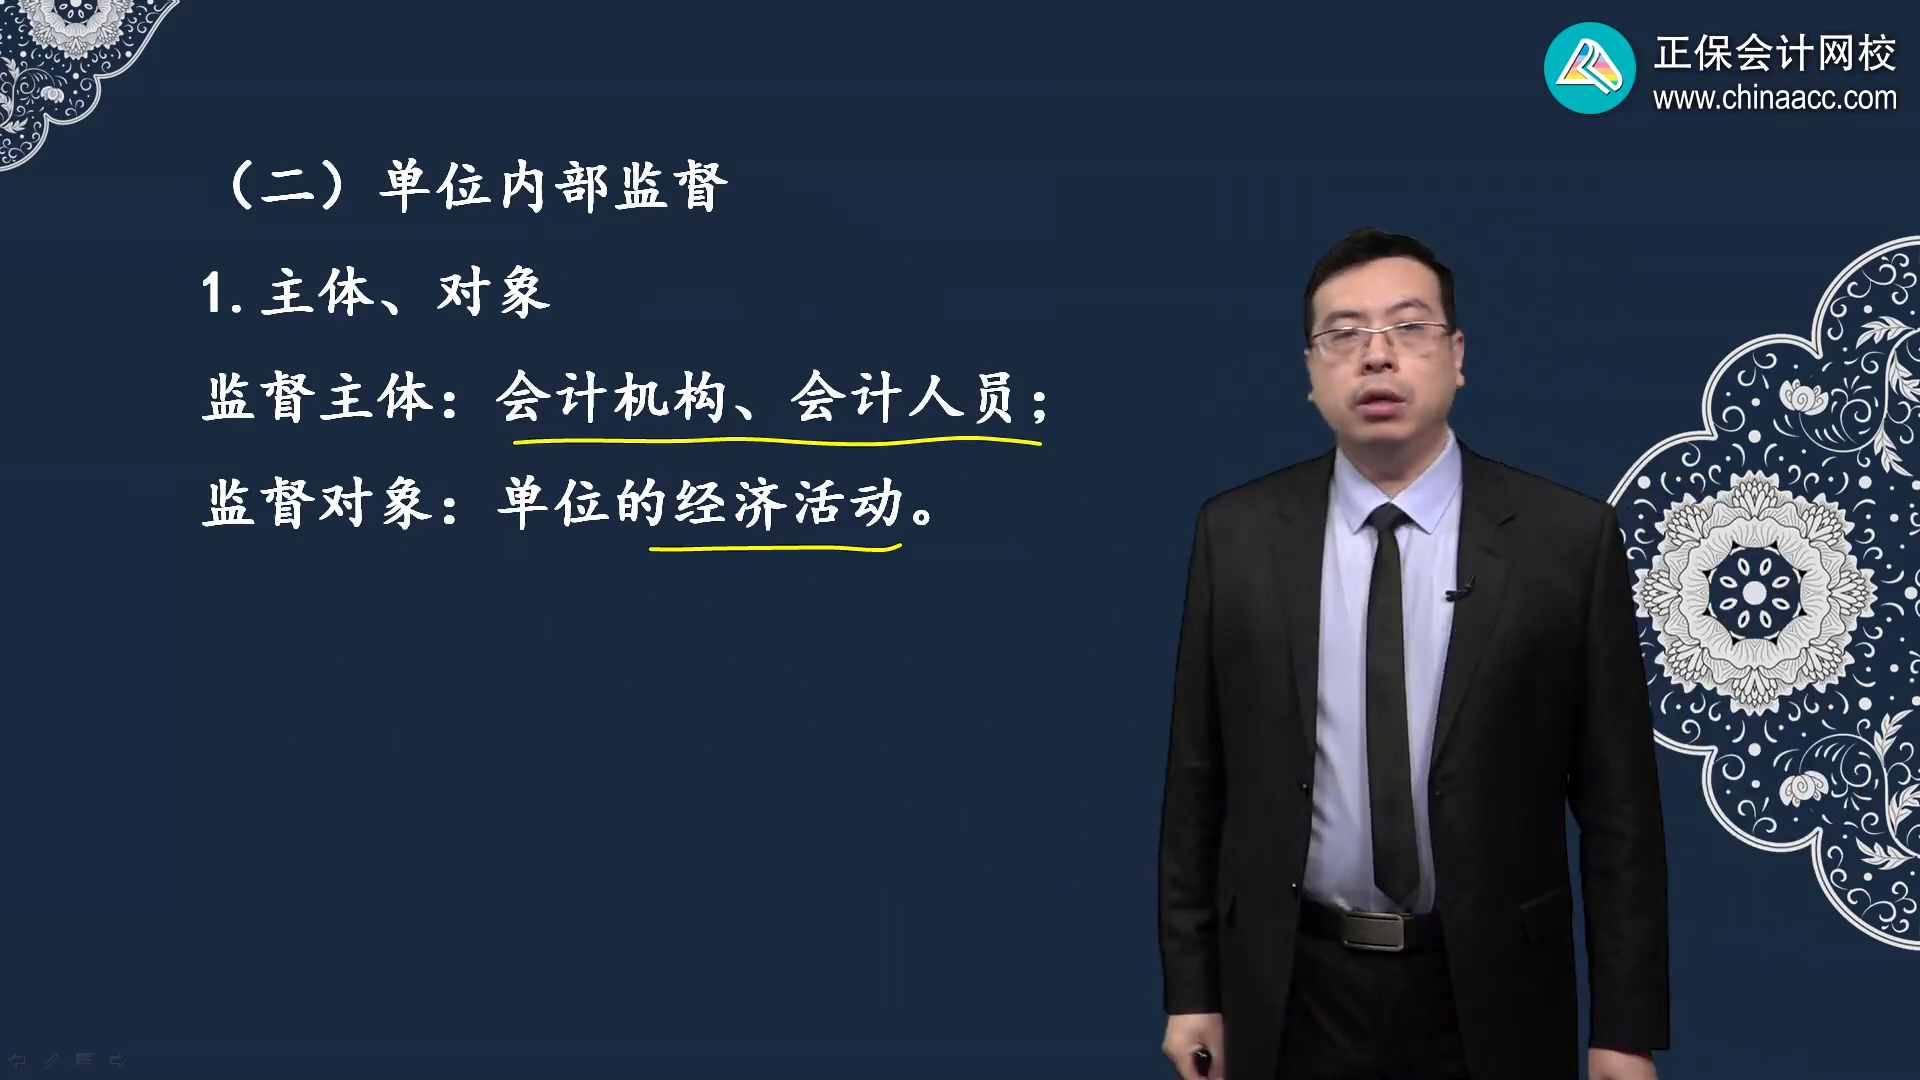 正保会计网校
www.chinaacc.com
（二）单位内部监督
1.主体、对象
监督主体：会计机构、会计人员；
监督对象：单位的经济活动。